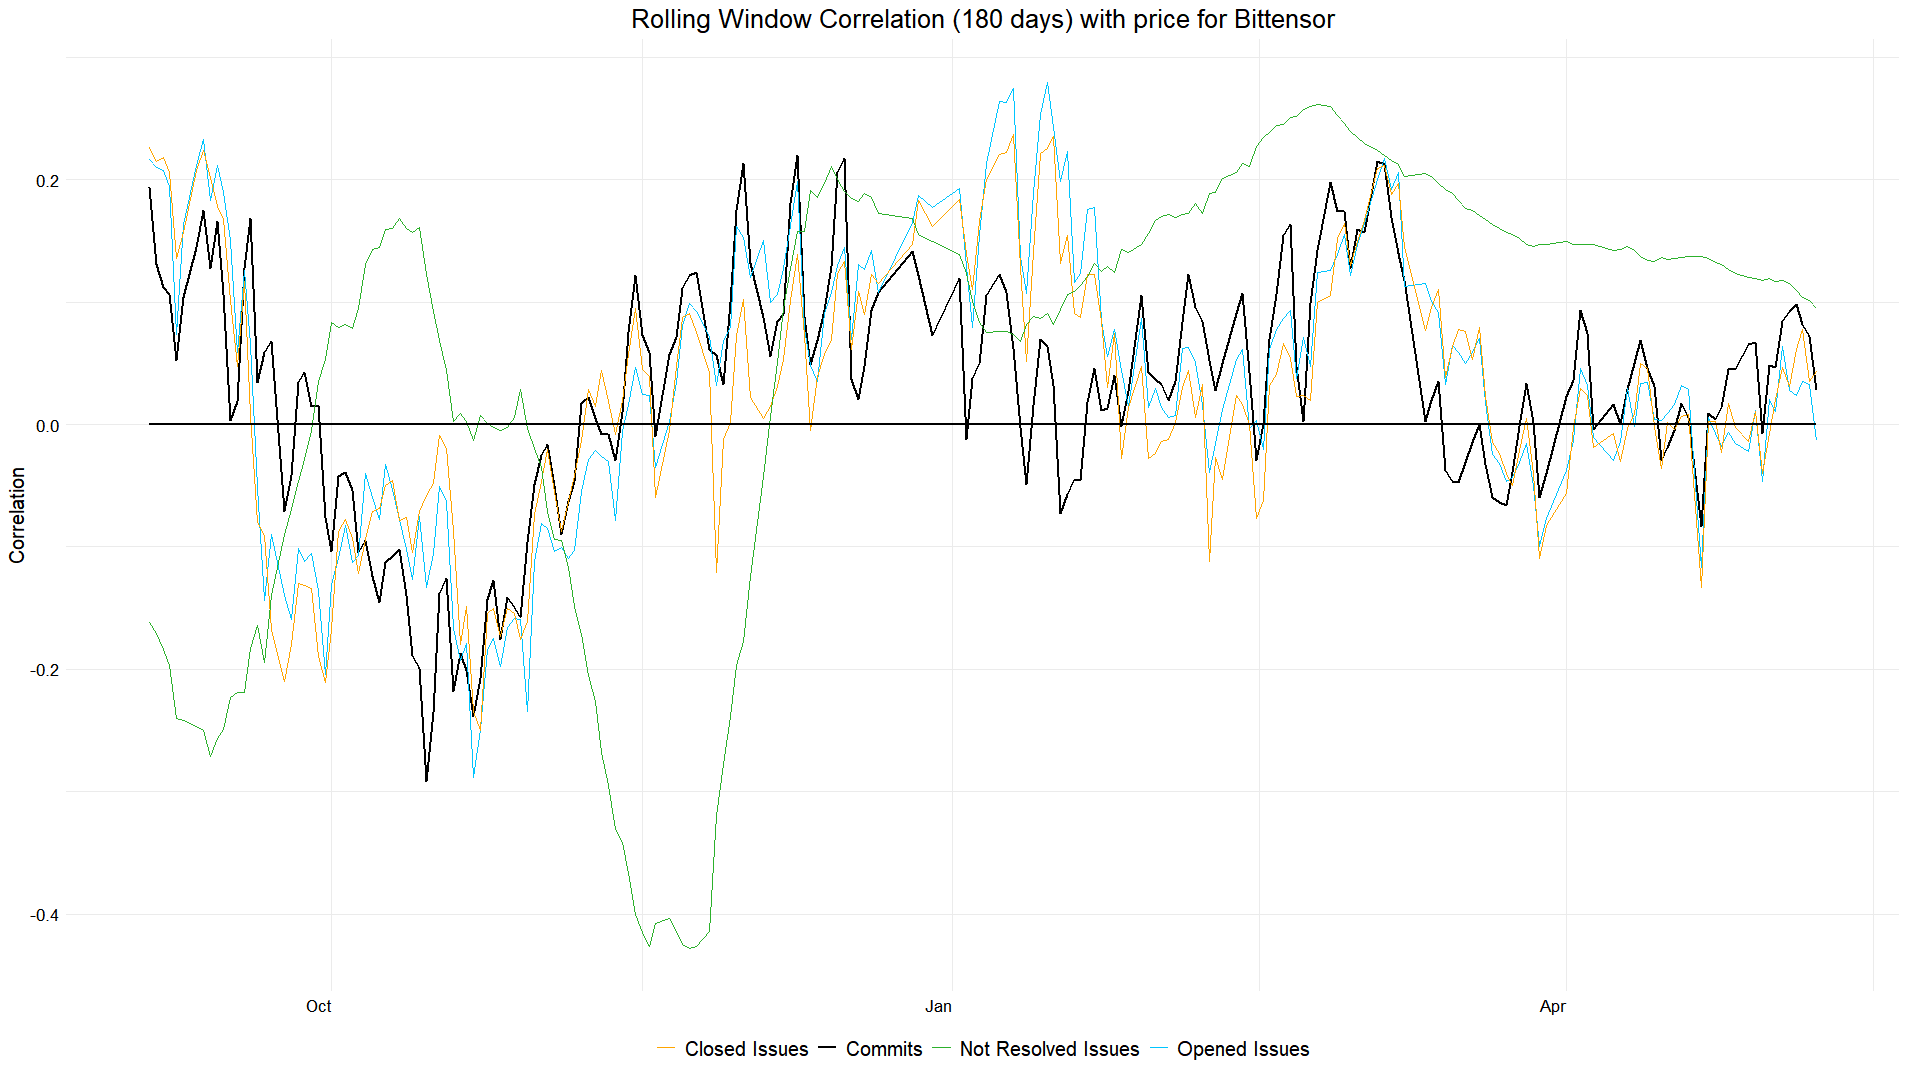 Rolling Window Correlation (180 days) with price for Bittensor
Correlation
0.2
0.0
-0.2
-0.4
Oct Jan Apr
Closed Issues Commits Not Resolved Issues Opened Issues